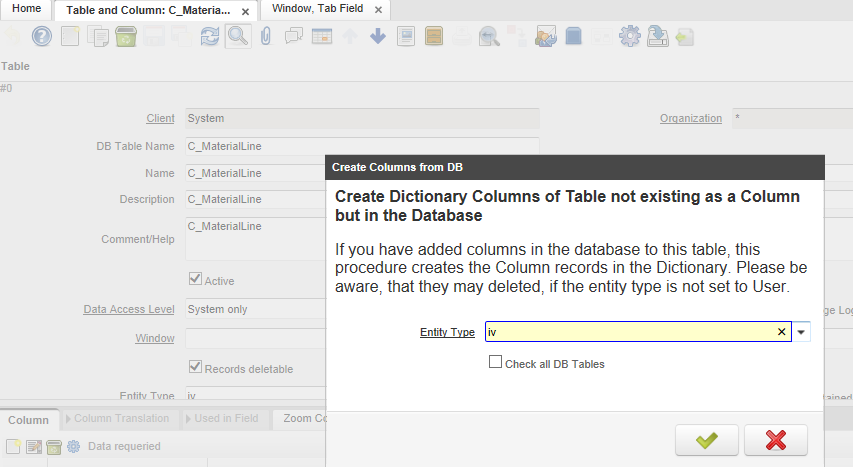 Home
Table and Column: C_Materia...
Window, Tab Field
Table
#0
Client
System
Organization
*
DB Table Name
C_MaterialLine
Name
C_MaterialLine
Description
C_MaterialLine
Comment/Help
C_MaterialLine
Active
Data Access Level
System only
ge Log
Window
Records deletable
Entity Type
iv
tained
Create Columns from DB
Create Dictionary Columns of Table not existing as a Column
but in the Database
If you have added columns in the database to this table, this
procedure creates the Column records in the Dictionary. Please be
aware, that they may deleted, if the entity type is not set to User.
Entity Type
iv
Check all DB Tables
Column
Column Translation
Used in Field
Zoom Co
Data requeried